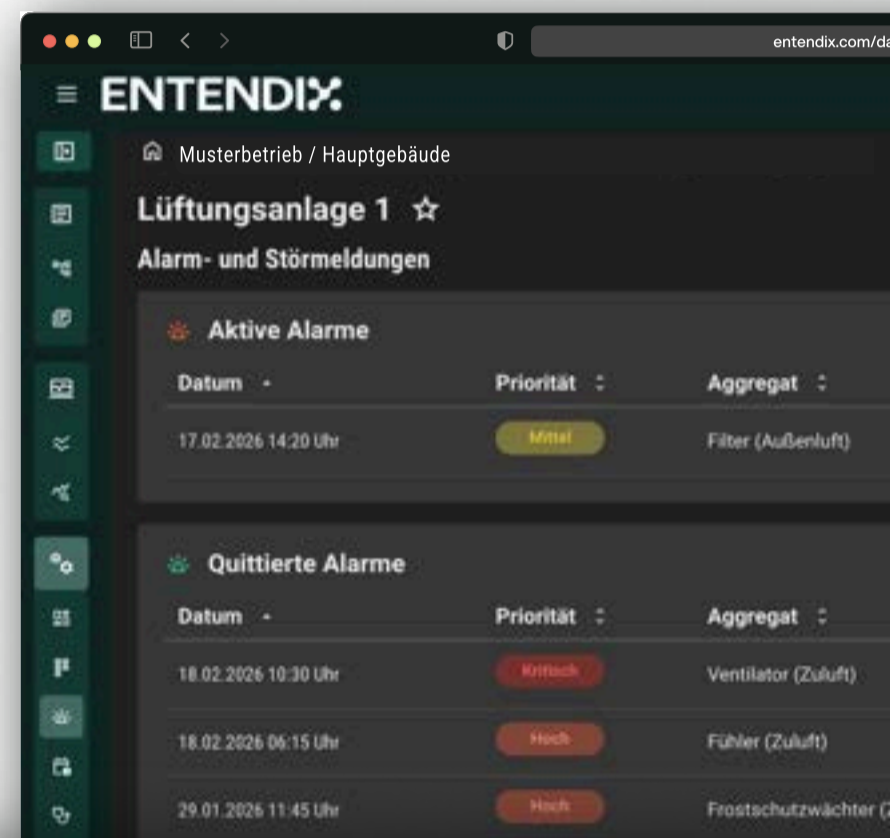 entendix.com/da
ENTENDIX
Musterbetrieb / Hauptgebäude
Lüftungsanlage 1
Alarm- und Störmeldungen
Aktive Alarme
Datum Priorität Aggregat
17.02.2026 14:20 Uhr Mittel Filter (Außenluft)
Quittierte Alarme
Datum Priorität Aggregat
18.02.2026 10:30 Uhr Kritisch Ventilator (Zuluft)
18.02.2026 06:15 Uhr Hoch Fühler (Zuluft)
29.01.2026 11:45 Uhr Hoch Frostschutzwächter (